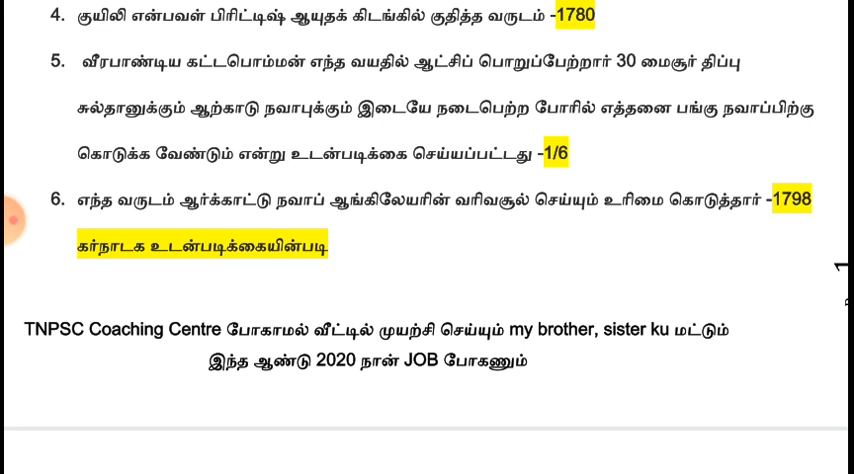 4. குயிலி என்பவள் பிரிட்டிஷ் ஆயுதக் கிடங்கில் குதித்த வருடம் -1780
5. வீரபாண்டிய கட்டபொம்மன் எந்த வயதில் ஆட்சிப் பொறுப்பேற்றார் 30 மைசூர் திப்பு
சுல்தானுக்கும் ஆற்காடு நவாபுக்கும் இடையே நடைபெற்ற போரில் எத்தனை பங்கு நவாப்பிற்கு
கொடுக்க வேண்டும் என்று உடன்படிக்கை செய்யப்பட்டது -1/6
6. எந்த வருடம் ஆர்க்காட்டு நவாப் ஆங்கிலேயரின் வரிவசூல் செய்யும் உரிமை கொடுத்தார் -1798
கர்நாடக உடன்படிக்கையின்படி
1
TNPSC Coaching Centre போகாமல் வீட்டில் முயற்சி செய்யும் my brother, sister ku மட்டும்
இந்த ஆண்டு 2020 நான் JOB போகணும்